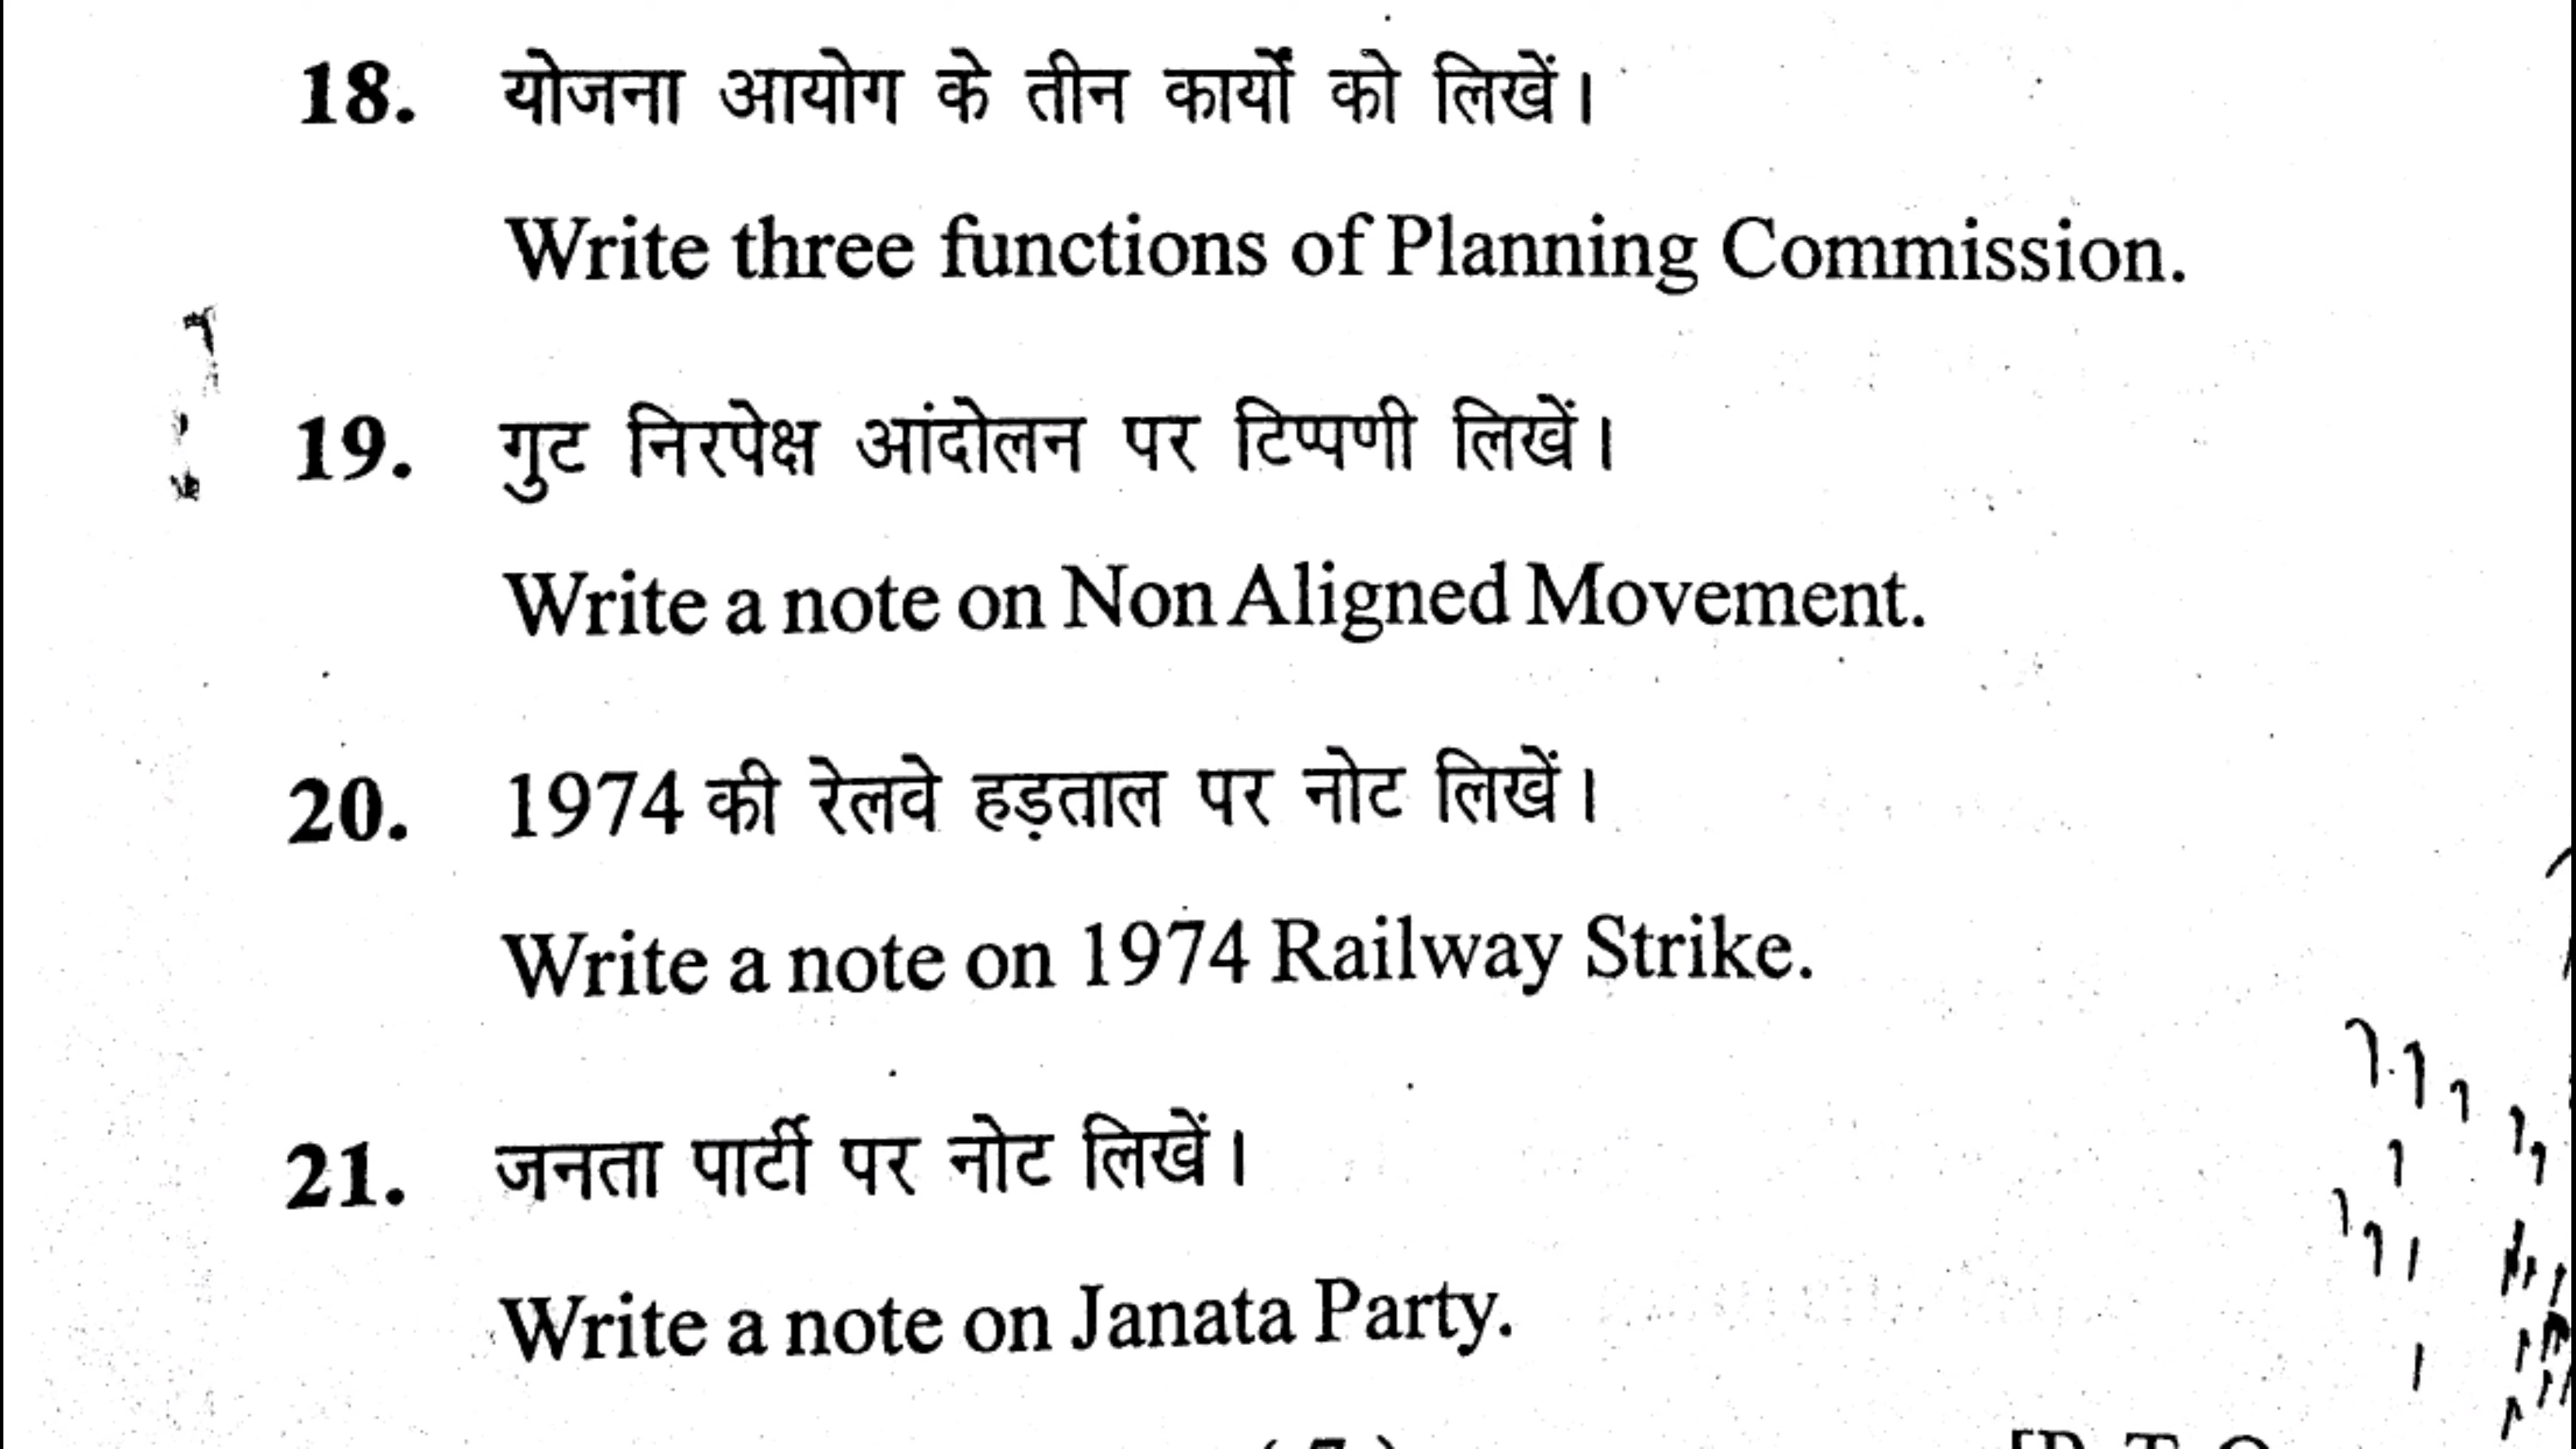 18. योजना आयोग के तीन कार्यों को लिखें।
Write three functions of Planning Commission.
19. गुट निरपेक्ष आंदोलन पर टिप्पणी लिखें।
Write a note on Non Aligned Movement.
20. 1974 की रेलवे हड़ताल पर नोट लिखें।
Write a note on 1974 Railway Strike.
21. जनता पार्टी पर नोट लिखें।
Write a note on Janata Party.